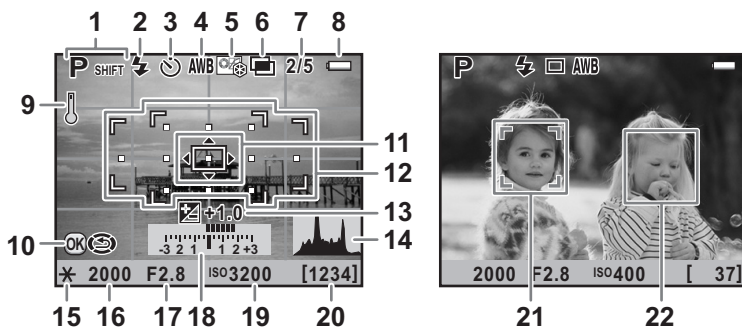 1 2 3 4 5 6 7 8
P SHIFT AWB 2/5
P AWB
9
11
12
+1.0
13
10
OK
14
-3 2 1 1 2 +3
2000 F2.8 ISO3200 [1234]
2000 F2.8 ISO400 [ 37]
15 16 17 18 19 20
21 22